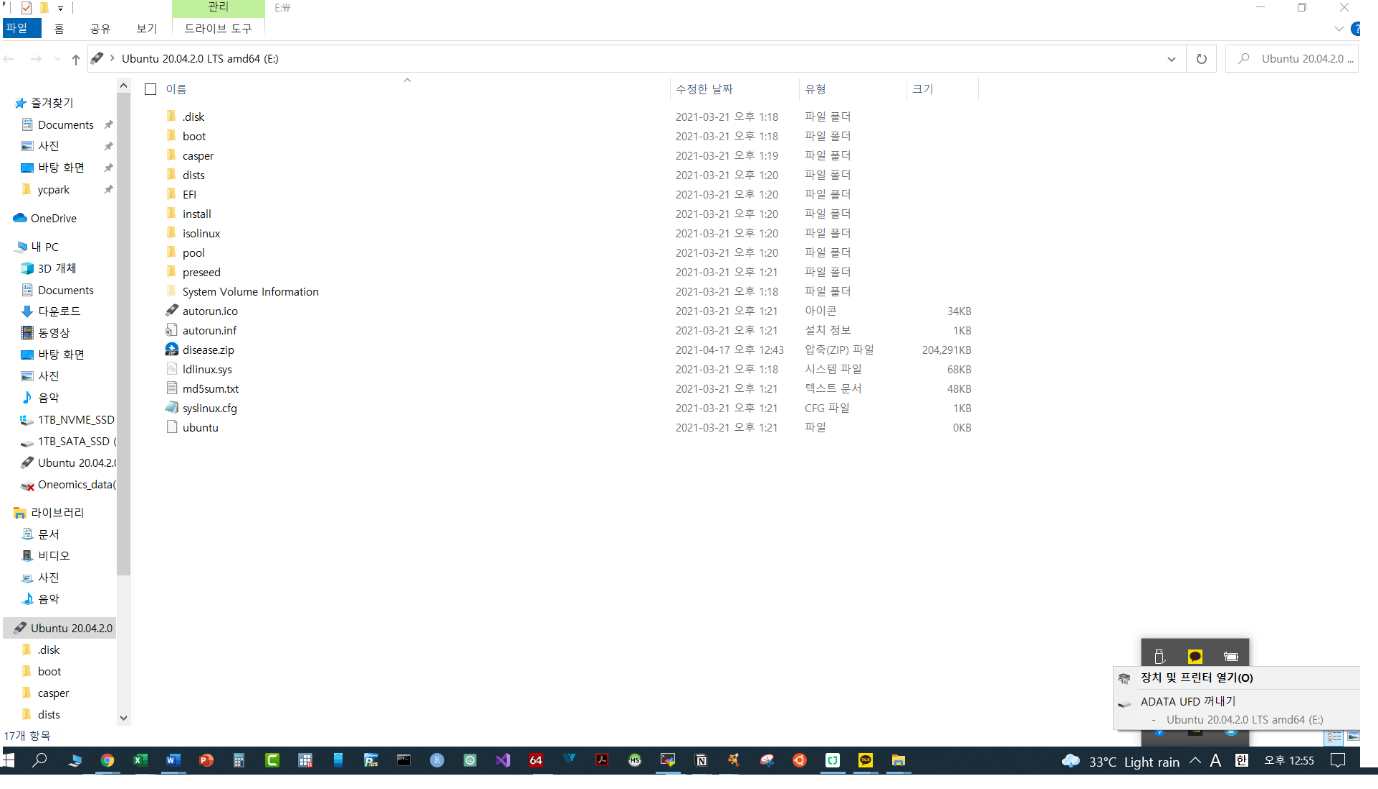 관리
E:₩
파일
홈
공유
보기
드라이브 도구
Ubuntu 20.04.2.0 LTS amd64 (E:)
Ubuntu 20.04.2.0 ...
이름 수정한 날짜 유형 크기
.disk 2021-03-21 오후 1:18 파일 폴더
boot 2021-03-21 오후 1:18 파일 폴더
casper 2021-03-21 오후 1:19 파일 폴더
dists 2021-03-21 오후 1:20 파일 폴더
EFI 2021-03-21 오후 1:20 파일 폴더
install 2021-03-21 오후 1:20 파일 폴더
isolinux 2021-03-21 오후 1:20 파일 폴더
pool 2021-03-21 오후 1:20 파일 폴더
preseed 2021-03-21 오후 1:21 파일 폴더
System Volume Information 2021-03-21 오후 1:18 파일 폴더
autorun.ico 2021-03-21 오후 1:21 아이콘 34KB
autorun.inf 2021-03-21 오후 1:21 설치 정보 1KB
disease.zip 2021-04-17 오후 12:43 압축(ZIP) 파일 204,291KB
ldlinux.sys 2021-03-21 오후 1:18 시스템 파일 68KB
md5sum.txt 2021-03-21 오후 1:21 텍스트 문서 48KB
syslinux.cfg 2021-03-21 오후 1:21 CFG 파일 1KB
ubuntu 2021-03-21 오후 1:21 파일 0KB
즐겨찾기
Documents
사진
바탕 화면
ycpark
OneDrive
내 PC
3D 개체
Documents
다운로드
동영상
바탕 화면
사진
음악
1TB_NVME_SSD
1TB_SATA_SSD (
Ubuntu 20.04.2.0
Oneomics_data(
라이브러리
문서
비디오
사진
음악
Ubuntu 20.04.2.0
.disk
boot
casper
dists
17개 항목
장치 및 프린터 열기(O)
ADATA UFD 꺼내기
- Ubuntu 20.04.2.0 LTS amd64 (E:)
64
33°C Light rain
A
한
오후 12:55